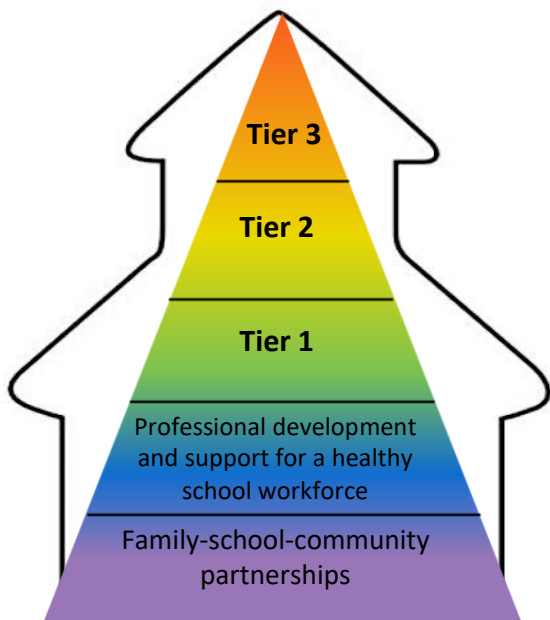 Tier 3
Tier 2
Tier 1
Professional development
and support for a healthy
school workforce
Family-school-community
partnerships